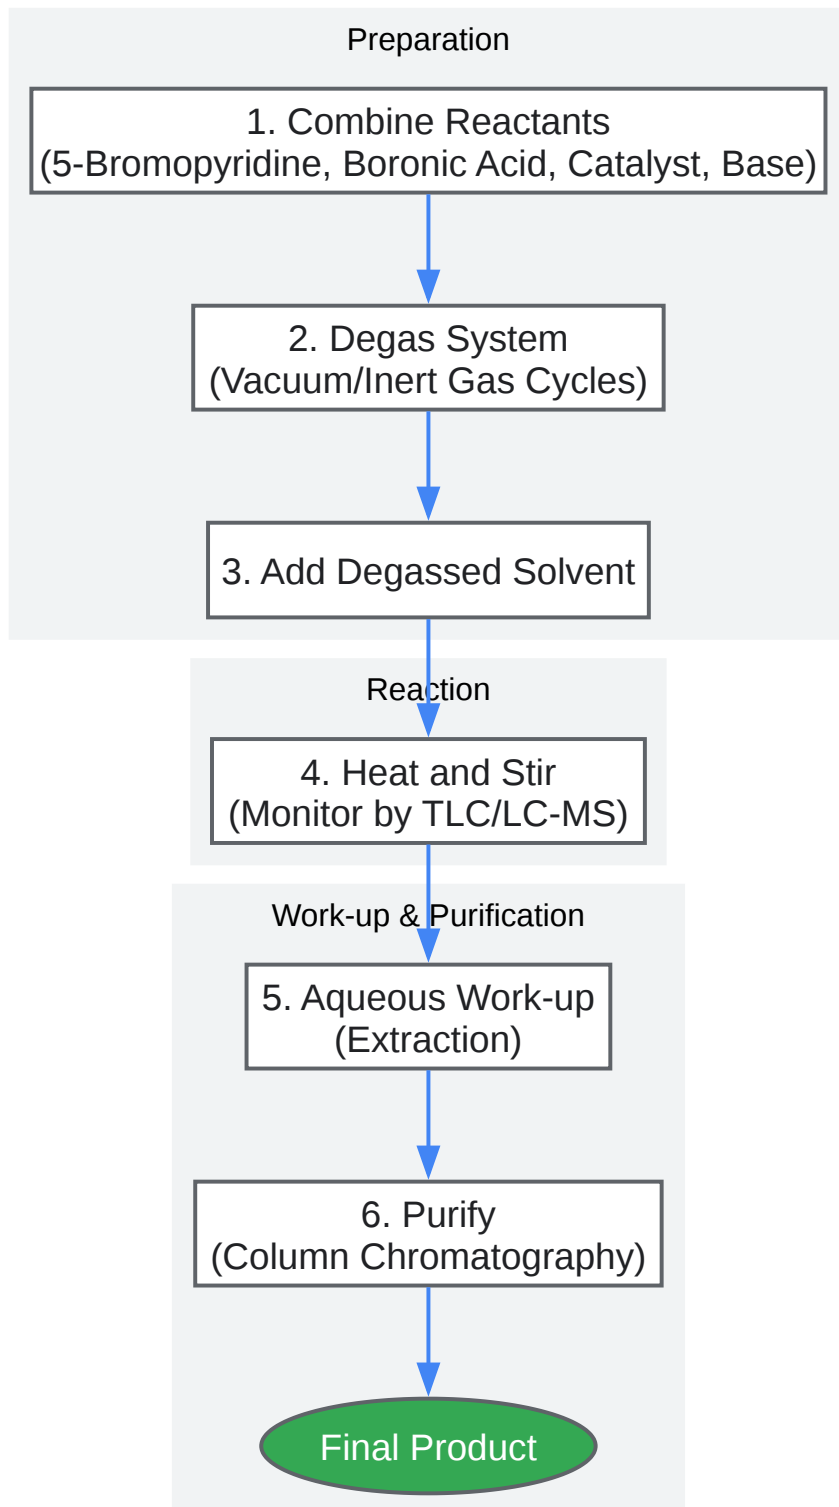 Preparation
1. Combine Reactants
(5-Bromopyridine, Boronic Acid, Catalyst, Base)
2. Degas System
(Vacuum/Inert Gas Cycles)
3. Add Degassed Solvent
Reaction
4. Heat and Stir
(Monitor by TLC/LC-MS)
Work-up & Purification
5. Aqueous Work-up
(Extraction)
6. Purify
(Column Chromatography)
Final Product